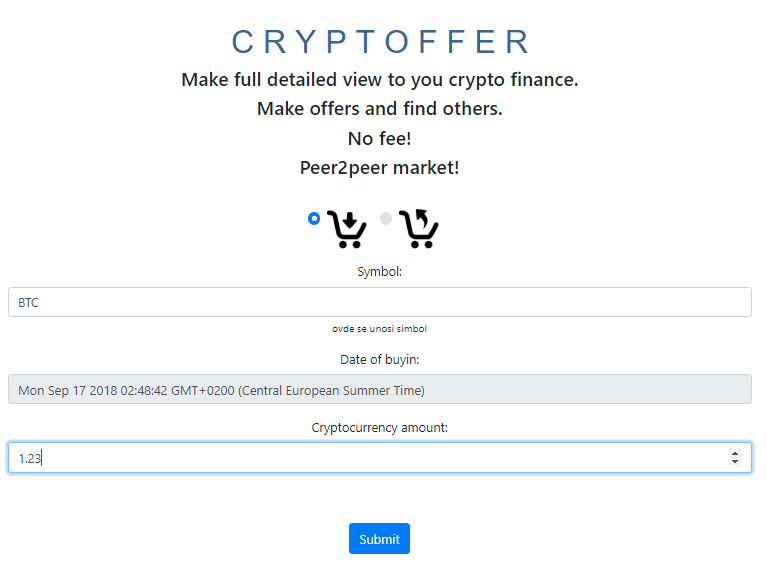 CRYPTOFFER
Make full detailed view to you crypto finance.
Make offers and find others.
No fee!
Peer2peer market!
Symbol:
BTC
ovde se unosi simbol
Date of buyin:
Mon Sep 17 2018 02:48:42 GMT+0200 (Central European Summer Time)
Cryptocurrency amount:
1.23
Submit